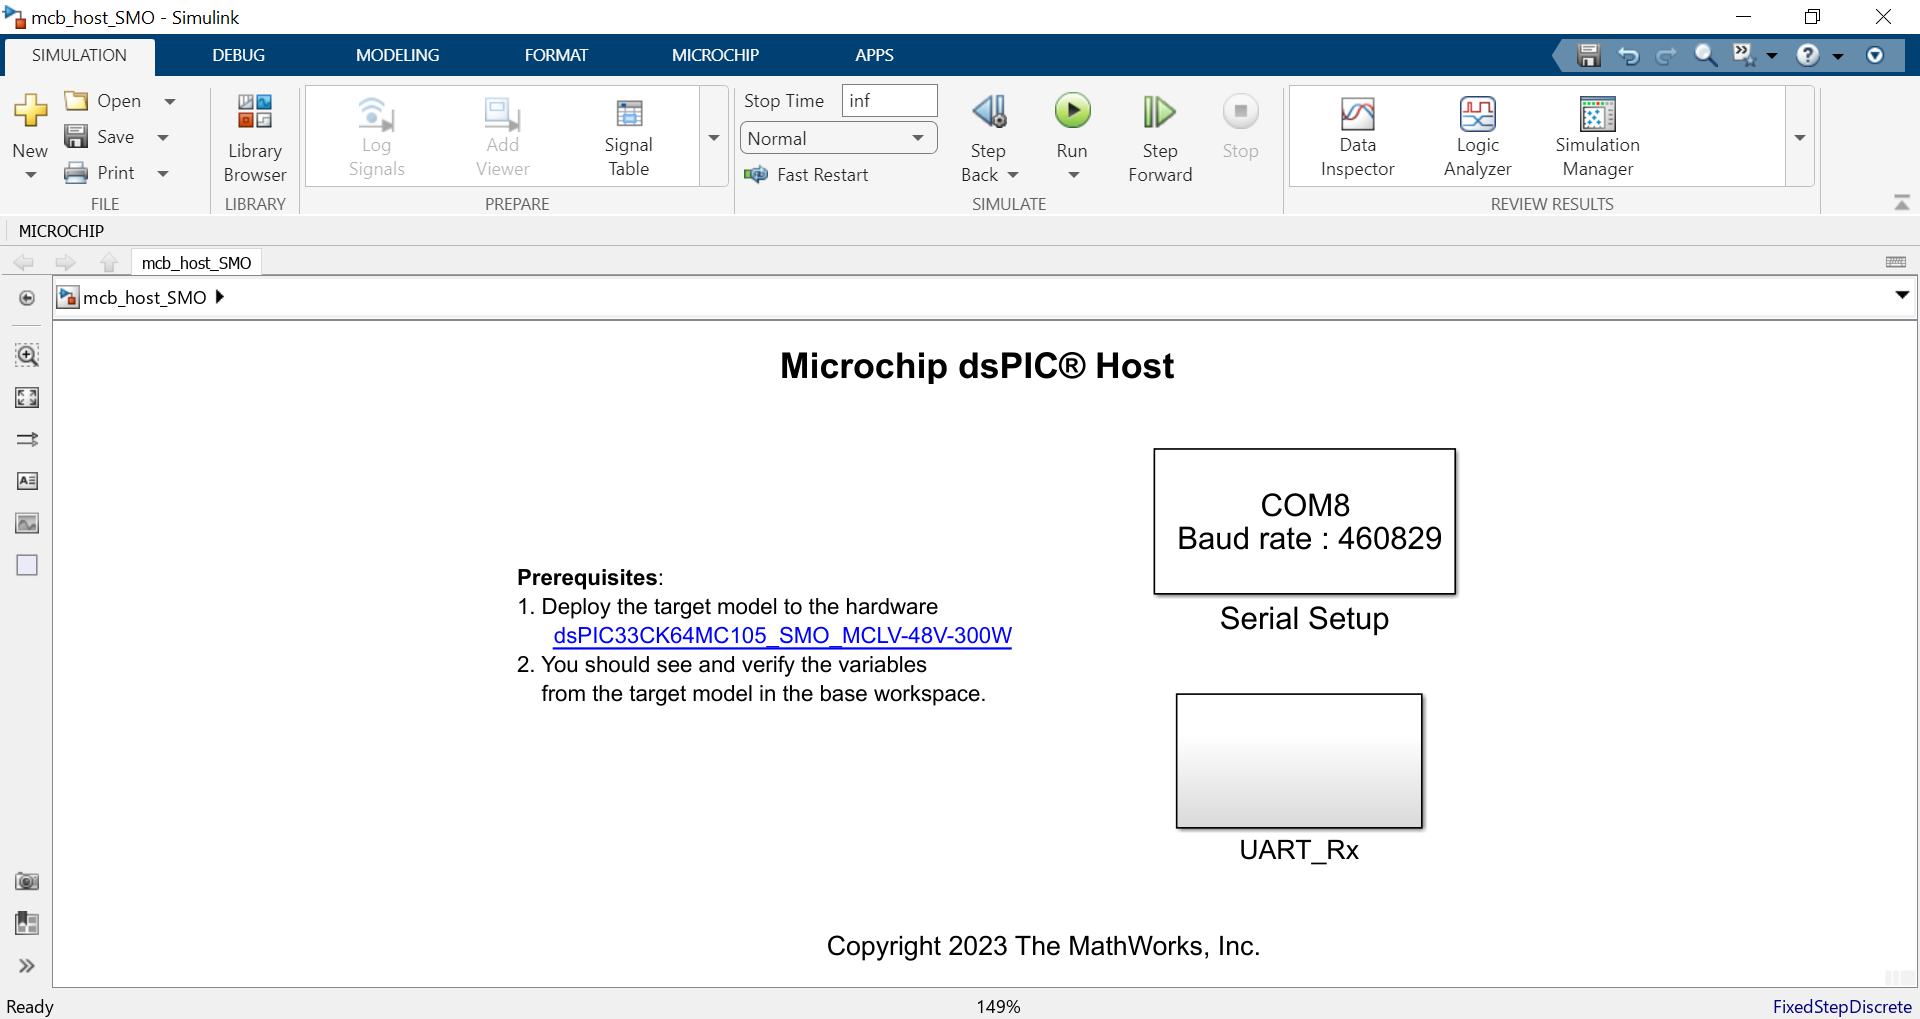 mcb_host_SMO - Simulink
SIMULATION
DEBUG
MODELING
FORMAT
MICROCHIP
APPS
New
Open
Save
Print
FILE
Library
Browser
LIBRARY
Log
Signals
Add
Viewer
Signal
Table
PREPARE
Stop Time
inf
Normal
Fast Restart
Step
Back
Run
Step
Forward
Stop
SIMULATE
Data
Inspector
Logic
Analyzer
Simulation
Manager
REVIEW RESULTS
MICROCHIP
mcb_host_SMO
mcb_host_SMO
Microchip dsPIC® Host
COM8
Baud rate : 460829
Serial Setup
Prerequisites:
1. Deploy the target model to the hardware
dsPIC33CK64MC105_SMO_MCLV-48V-300W
2. You should see and verify the variables
from the target model in the base workspace.
UART_Rx
Copyright 2023 The MathWorks, Inc.
Ready
149%
FixedStepDiscrete